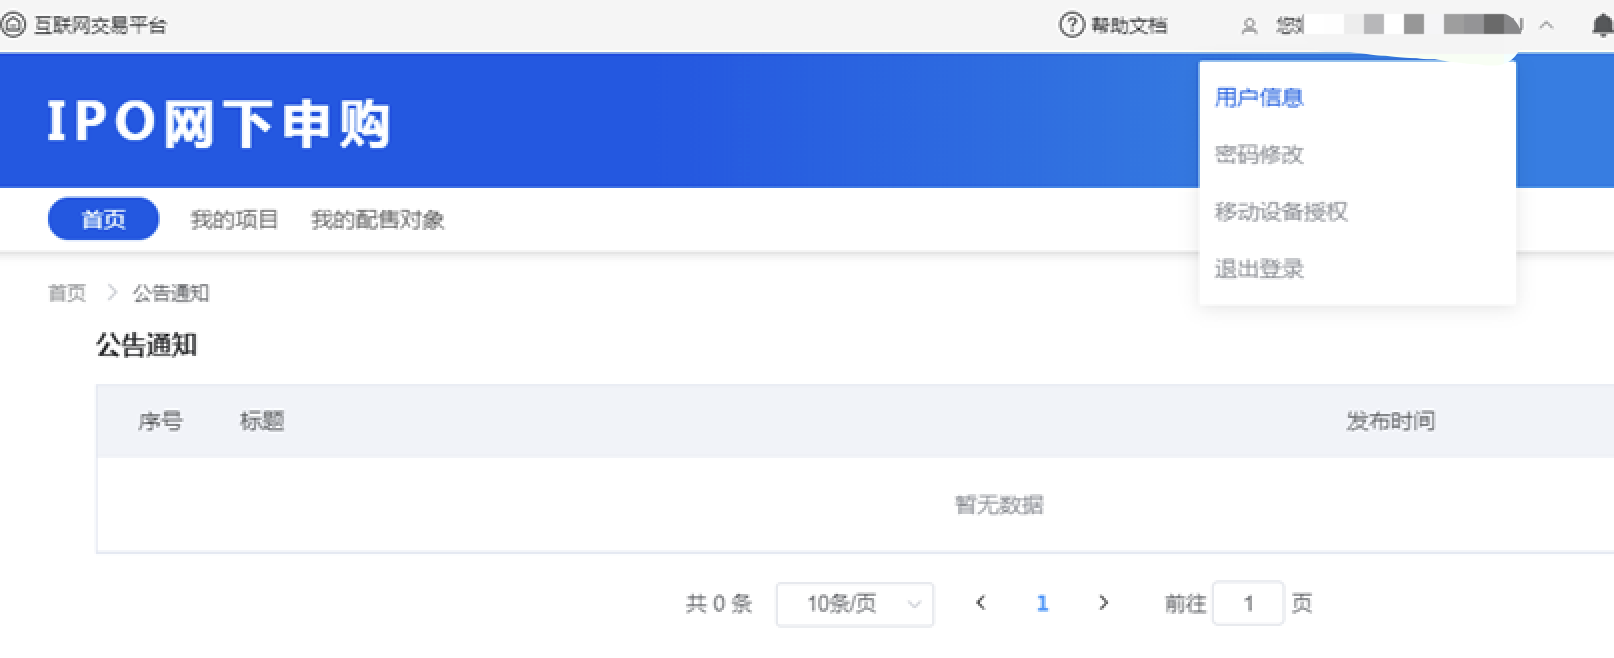 互联网交易平台 帮助文档 您
IPO网下申购
用户信息
密码修改
移动设备授权
退出登录
首页 我的项目 我的配售对象
首页 > 公告通知
公告通知
序号 标题 发布时间
暂无数据
共 0 条 10条/页 < 1 > 前往 1 页